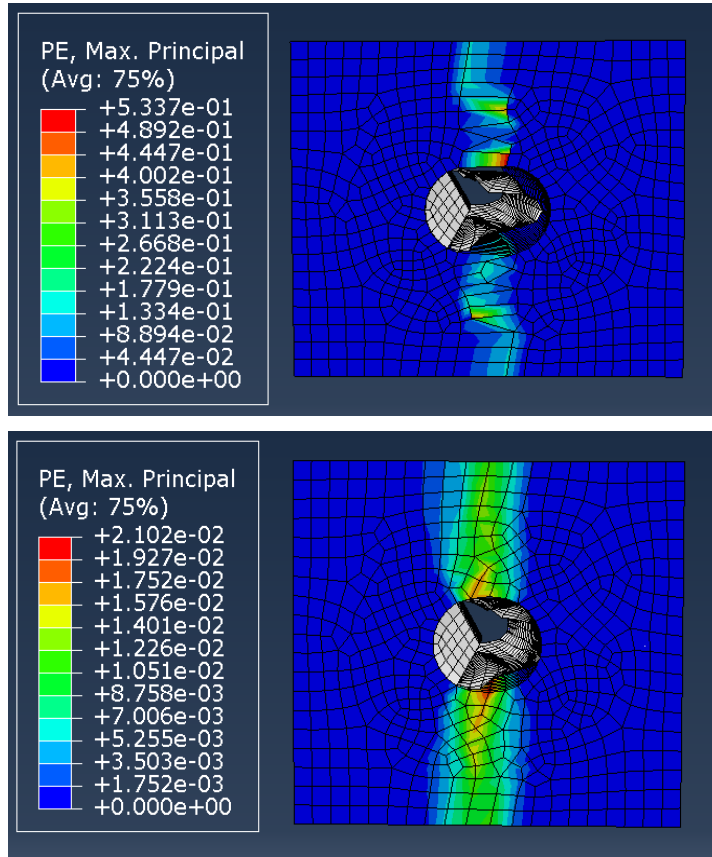 PE, Max. Principal
(Avg: 75%)
+5.337e-01
+4.892e-01
+4.447e-01
+4.002e-01
+3.558e-01
+3.113e-01
+2.668e-01
+2.224e-01
+1.779e-01
+1.334e-01
+8.894e-02
+4.447e-02
+0.000e+00
PE, Max. Principal
(Avg: 75%)
+2.102e-02
+1.927e-02
+1.752e-02
+1.576e-02
+1.401e-02
+1.226e-02
+1.051e-02
+8.758e-03
+7.006e-03
+5.255e-03
+3.503e-03
+1.752e-03
+0.000e+00